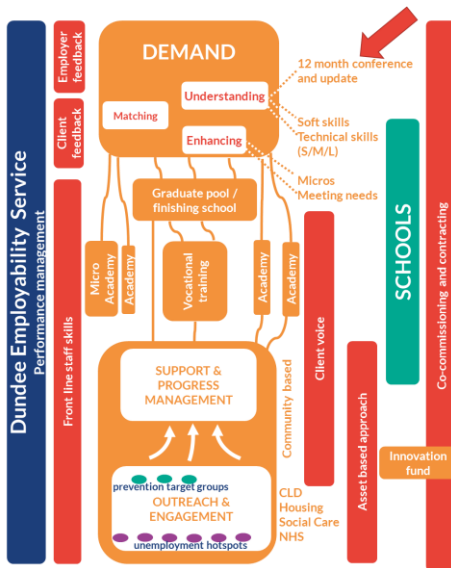 Dundee Employability Service
Performance management
Employer
feedback
Client
feedback
Front line staff skills
DEMAND
Understanding
Matching
Enhancing
12 month conference
and update
Soft skills
Technical skills
(S/M/L)
Micros
Meeting needs
Graduate pool /
finishing school
Micro
Academy
Academy
Vocational
training
Academy
Academy
SUPPORT &
PROGRESS
MANAGEMENT
Community based
prevention target groups
OUTREACH &
ENGAGEMENT
unemployment hotspots
CLD
Housing
Social Care
NHS
Client voice
Asset based approach
SCHOOLS
Innovation
fund
Co-commissioning and contracting